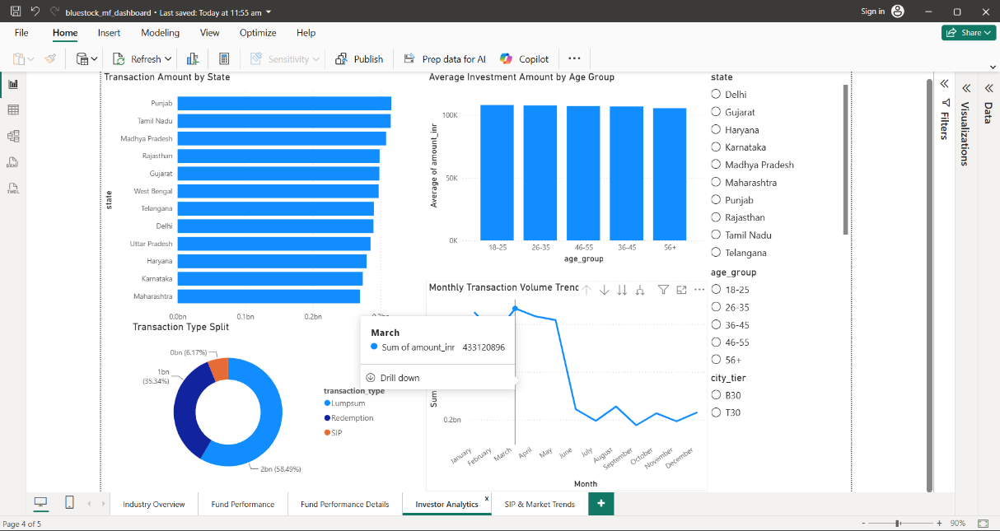 bluestock_mf_dashboard • Last saved: Today at 11:55 am
Sign in
File Home Insert Modeling View Optimize Help
Share
Refresh
Sensitivity
Publish
Prep data for AI
Copilot
Transaction Amount by State
state
Punjab
Tamil Nadu
Madhya Pradesh
Rajasthan
Gujarat
West Bengal
Telangana
Delhi
Uttar Pradesh
Haryana
Karnataka
Maharashtra
0.0bn 0.1bn 0.2bn
Average Investment Amount by Age Group
Average of amount_inr
100K
50K
0K
18-25 26-35 46-55 36-45 56+
age_group
Transaction Type Split
0bn (6.17%)
1bn
(35.34%)
2bn (58.49%)
transaction_type
Lumpsum
Redemption
SIP
Monthly Transaction Volume Trend
March
Sum of amount_inr 433120896
Drill down
Sum
0.2bn
January February March April May June July August September October November December
Month
state
Delhi
Gujarat
Haryana
Karnataka
Madhya Pradesh
Maharashtra
Punjab
Rajasthan
Tamil Nadu
Telangana
age_group
18-25
26-35
36-45
46-55
56+
city_tier
B30
T30
Filters
Visualizations
Data
Industry Overview
Fund Performance
Fund Performance Details
Investor Analytics
x
SIP & Market Trends
+
Page 4 of 5
- + 90%